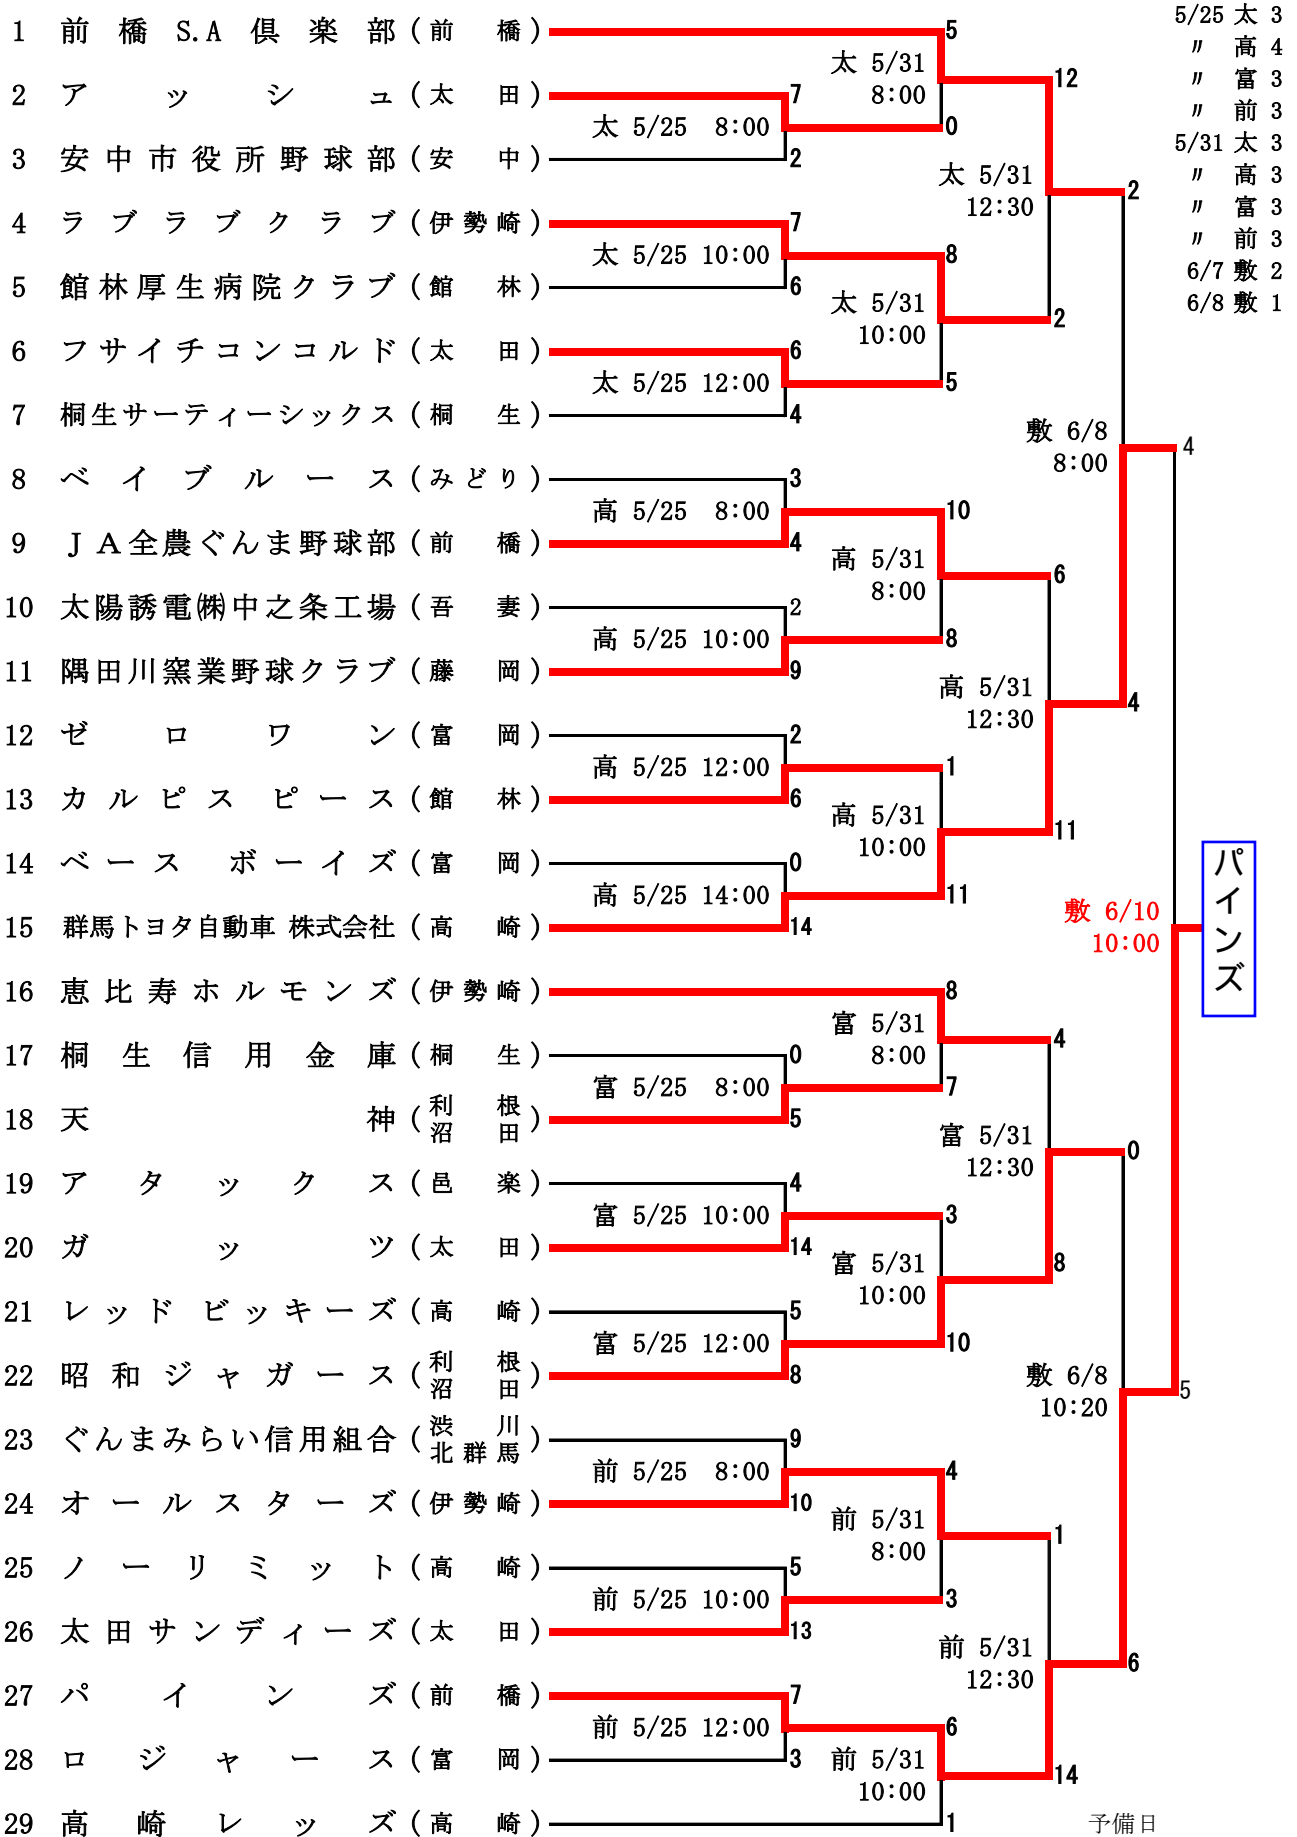 1 前橋S.A倶楽部(前橋)
2 アッシュ(太田)
3 安中市役所野球部(安中)
4 ラブラブクラブ(伊勢崎)
5 館林厚生病院クラブ(館林)
6 フサイチコンコルド(太田)
7 桐生サーティーシックス(桐生)
8 ベイブルース(みどり)
9 JA全農ぐんま野球部(前橋)
10 太陽誘電㈱中之条工場(吾妻)
11 隅田川窯業野球クラブ(藤岡)
12 ゼロワン(富岡)
13 カルピスピース(館林)
14 ベースボーイズ(富岡)
15 群馬トヨタ自動車 株式会社(高崎)
16 恵比寿ホルモンズ(伊勢崎)
17 桐生信用金庫(桐生)
18 天神(利根沼田)
19 アタックス(邑楽)
20 ガッツ(太田)
21 レッドビッキーズ(高崎)
22 昭和ジャガース(利根沼田)
23 ぐんまみらい信用組合(渋川北群馬)
24 オールスターズ(伊勢崎)
25 ノーリミット(高崎)
26 太田サンディーズ(太田)
27 パインズ(前橋)
28 ロジャース(富岡)
29 高崎レッズ(高崎)
太 5/25 8:00
7
2
太 5/25 10:00
7
6
太 5/25 12:00
6
4
高 5/25 8:00
3
4
高 5/25 10:00
2
9
高 5/25 12:00
2
6
高 5/25 14:00
0
14
富 5/25 8:00
0
5
富 5/25 10:00
4
14
富 5/25 12:00
5
8
前 5/25 8:00
9
10
前 5/25 10:00
5
13
前 5/25 12:00
7
3
5
太 5/31
8:00
0
8
太 5/31
10:00
5
10
高 5/31
8:00
8
1
高 5/31
10:00
11
8
富 5/31
8:00
7
3
富 5/31
10:00
10
4
前 5/31
8:00
3
6
前 5/31
10:00
1
12
太 5/31
12:30
2
6
高 5/31
12:30
11
4
富 5/31
12:30
8
1
前 5/31
12:30
14
2
敷 6/8
8:00
4
0
敷 6/8
10:20
6
4
敷 6/10
10:00
5
パインズ
5/25 太 3
〃 高 4
〃 富 3
〃 前 3
5/31 太 3
〃 高 3
〃 富 3
〃 前 3
6/7 敷 2
6/8 敷 1
予備日